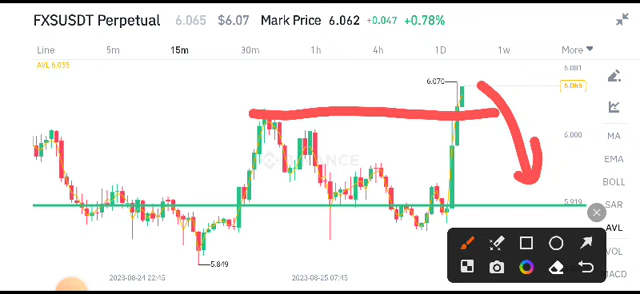 FXSUSDT Perpetual 6.065 $6.07 Mark Price 6.062 +0.047 +0.78%
Line 5m 15m 30m 1h 4h 1D 1w More
AVL 6.055
6.081
6.070
6.065
6.000
MA
EMA
BINANCE
BOLL
5.919
SAR
AVL
VOL
5.849
MACD
2023-08-24 22:45 2023-08-25 07:45